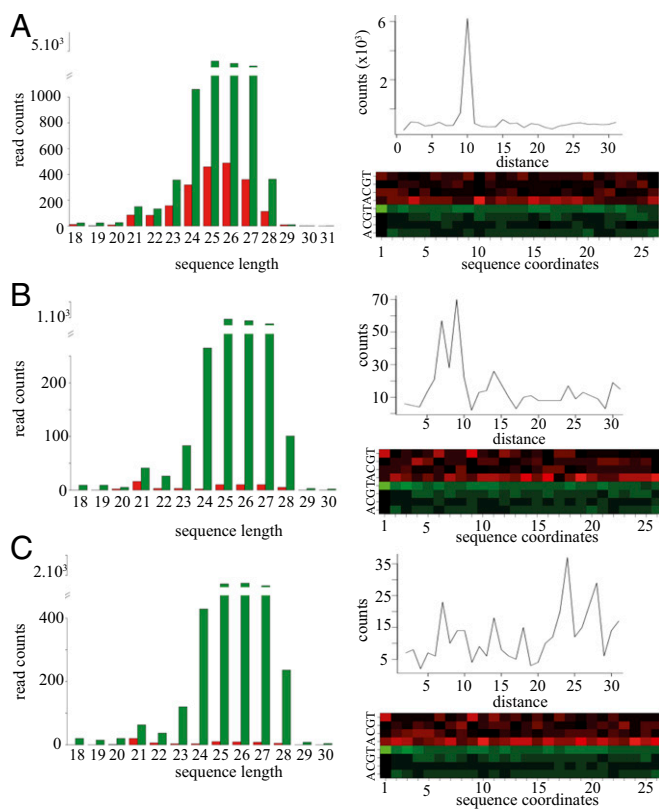 A
5.10³
read counts
1000
800
600
400
200
0
18 19 20 21 22 23 24 25 26 27 28 29 30 31
sequence length
counts (x10³)
6
4
2
0 5 10 15 20 25 30
distance
ACGTACGT
1 5 10 15 20 25
sequence coordinates
B
1.10³
read counts
200
100
0
18 19 20 21 22 23 24 25 26 27 28 29 30
sequence length
counts
70
50
30
10
5 10 15 20 25 30
distance
ACGTACGT
1 5 10 15 20 25
sequence coordinates
C
2.10³
read counts
400
200
0
18 19 20 21 22 23 24 25 26 27 28 29 30
sequence length
counts
35
25
15
5
5 10 15 20 25 30
distance
ACGTACGT
1 5 10 15 20 25
sequence coordinates